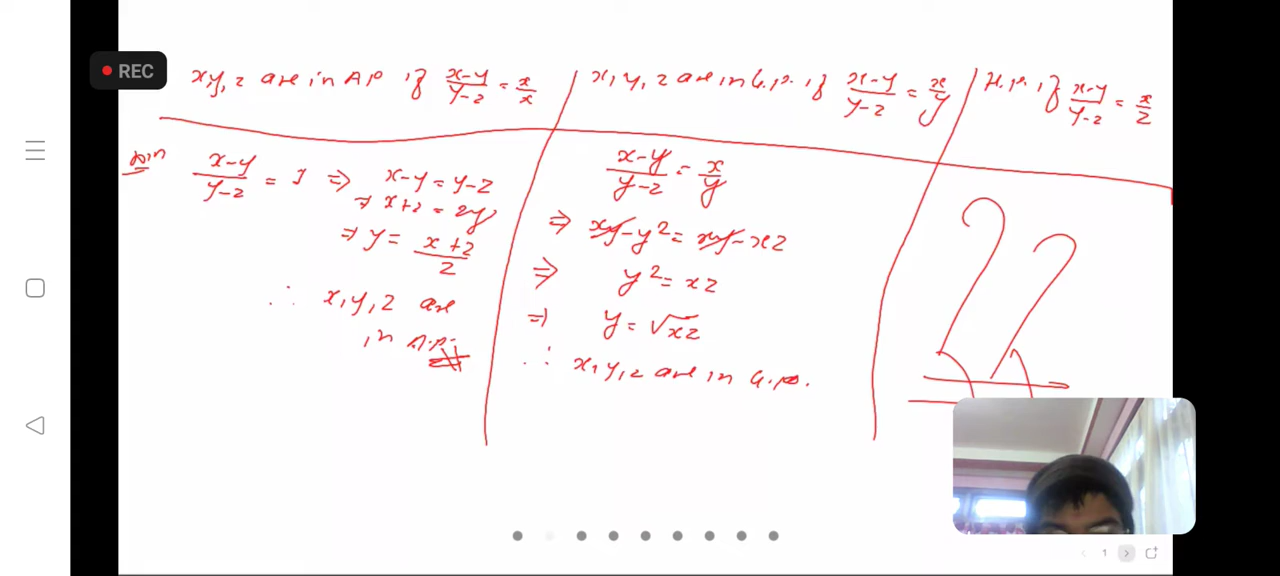 REC
x,y,z are in A.P if x-y/y-z = x/x
x, y, z are in G.P. if x-y/y-z = x/y
H.P. if x-y/y-z = x/z
x-y/y-z = 1 ⇒ x-y = y-z
⇒ x+z = 2y
⇒ y = x+z/2
∴ x,y,z are
in A.P.
x-y/y-z = x/y
⇒ xy-y² = xy-xz
⇒ y² = xz
⇒ y = √xz
∴ x,y,z are in G.P.
??
1